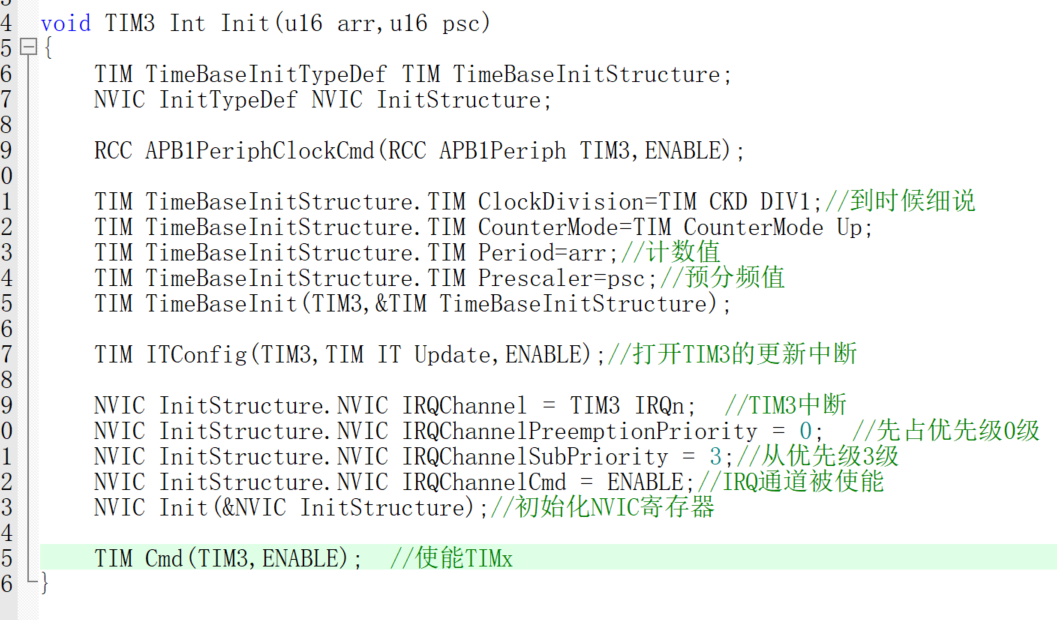 4 void TIM3 Int Init(u16 arr,u16 psc)
5 {
6 TIM TimeBaseInitTypeDef TIM TimeBaseInitStructure;
7 NVIC InitTypeDef NVIC InitStructure;
8
9 RCC APB1PeriphClockCmd(RCC APB1Periph TIM3,ENABLE);
0
1 TIM TimeBaseInitStructure.TIM ClockDivision=TIM CKD DIV1;//到时候细说
2 TIM TimeBaseInitStructure.TIM CounterMode=TIM CounterMode Up;
3 TIM TimeBaseInitStructure.TIM Period=arr;//计数值
4 TIM TimeBaseInitStructure.TIM Prescaler=psc;//预分频值
5 TIM TimeBaseInit(TIM3,&TIM TimeBaseInitStructure);
6
7 TIM ITConfig(TIM3,TIM IT Update,ENABLE);//打开TIM3的更新中断
8
9 NVIC InitStructure.NVIC IRQChannel = TIM3 IRQn; //TIM3中断
0 NVIC InitStructure.NVIC IRQChannelPreemptionPriority = 0; //先占优先级0级
1 NVIC InitStructure.NVIC IRQChannelSubPriority = 3;//从优先级3级
2 NVIC InitStructure.NVIC IRQChannelCmd = ENABLE;//IRQ通道被使能
3 NVIC Init(&NVIC InitStructure);//初始化NVIC寄存器
4
5 TIM Cmd(TIM3,ENABLE); //使能TIMx
6 }